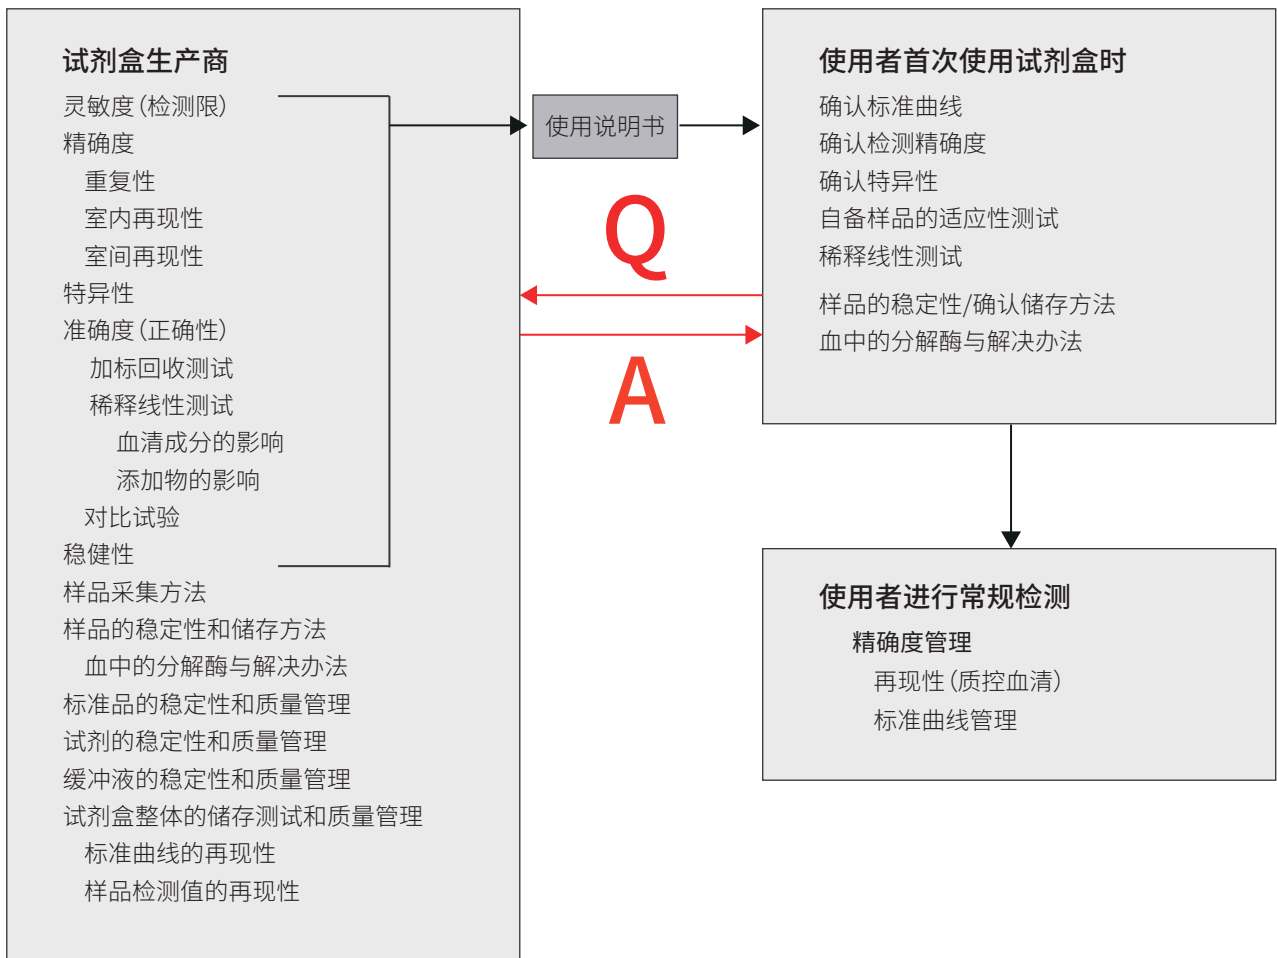 试剂盒生产商
灵敏度（检测限）
精确度
重复性
室内再现性
室间再现性
特异性
准确度（正确性）
加标回收测试
稀释线性测试
血清成分的影响
添加物的影响
对比试验
稳健性
样品采集方法
样品的稳定性和储存方法
血中的分解酶与解决办法
标准品的稳定性和质量管理
试剂的稳定性和质量管理
缓冲液的稳定性和质量管理
试剂盒整体的储存测试和质量管理
标准曲线的再现性
样品检测值的再现性
使用说明书
Q
A
使用者首次使用试剂盒时
确认标准曲线
确认检测精确度
确认特异性
自备样品的适应性测试
稀释线性测试
样品的稳定性/确认储存方法
血中的分解酶与解决办法
使用者进行常规检测
精确度管理
再现性（质控血清）
标准曲线管理